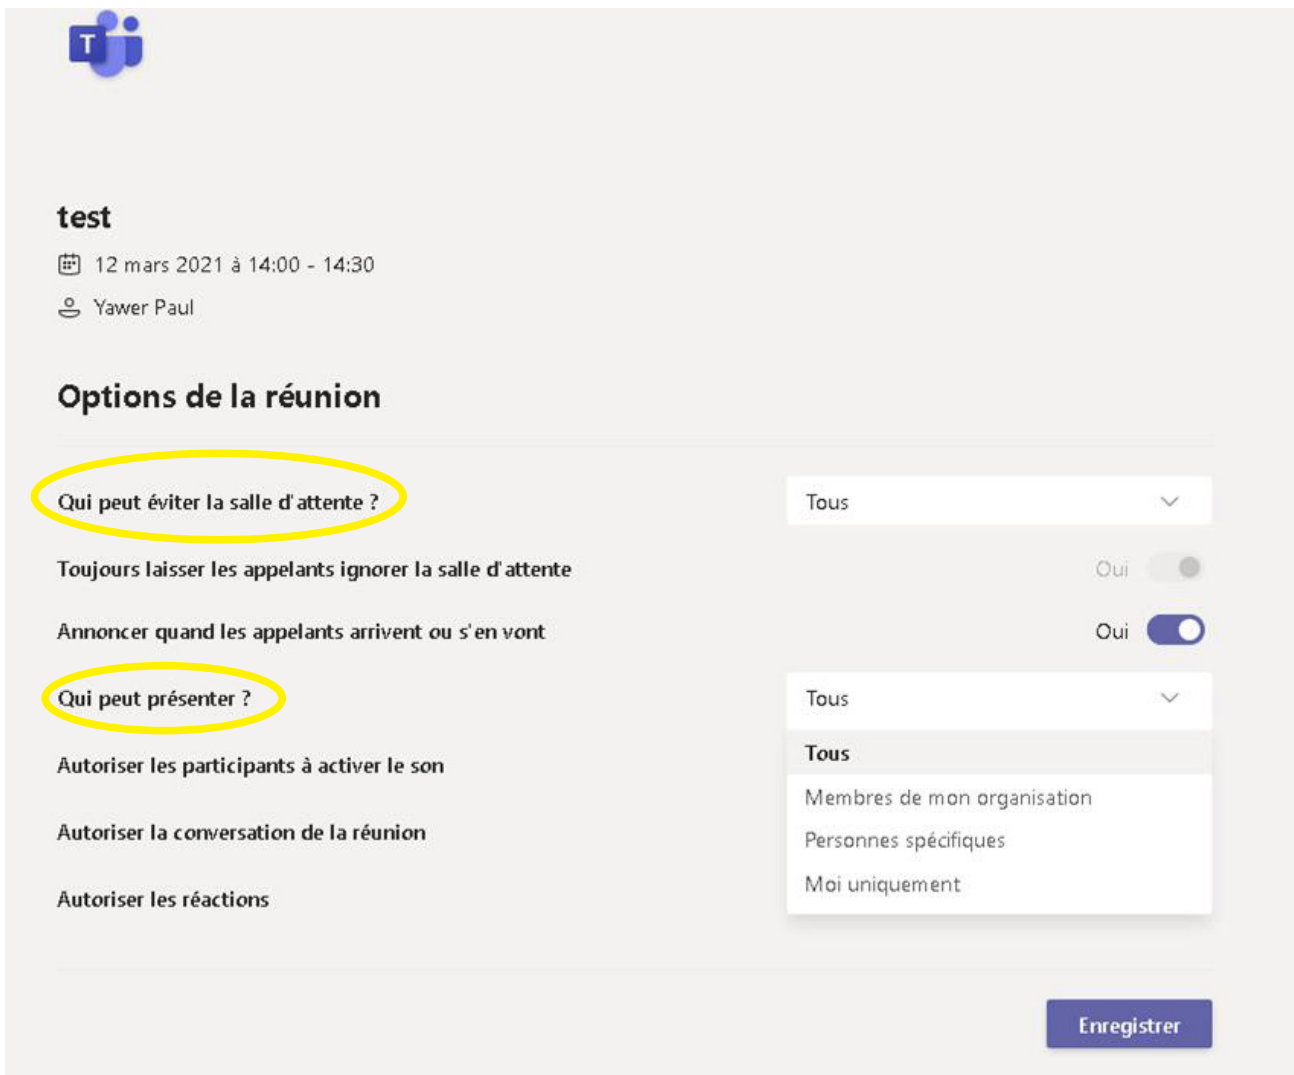 T
test
12 mars 2021 à 14:00 - 14:30
Yawer Paul
Options de la réunion
Qui peut éviter la salle d'attente ? Tous
Toujours laisser les appelants ignorer la salle d'attente Oui
Annoncer quand les appelants arrivent ou s'en vont Oui
Qui peut présenter ? Tous
Tous
Autoriser les participants à activer le son
Membres de mon organisation
Autoriser la conversation de la réunion
Personnes spécifiques
Moi uniquement
Autoriser les réactions
Enregistrer